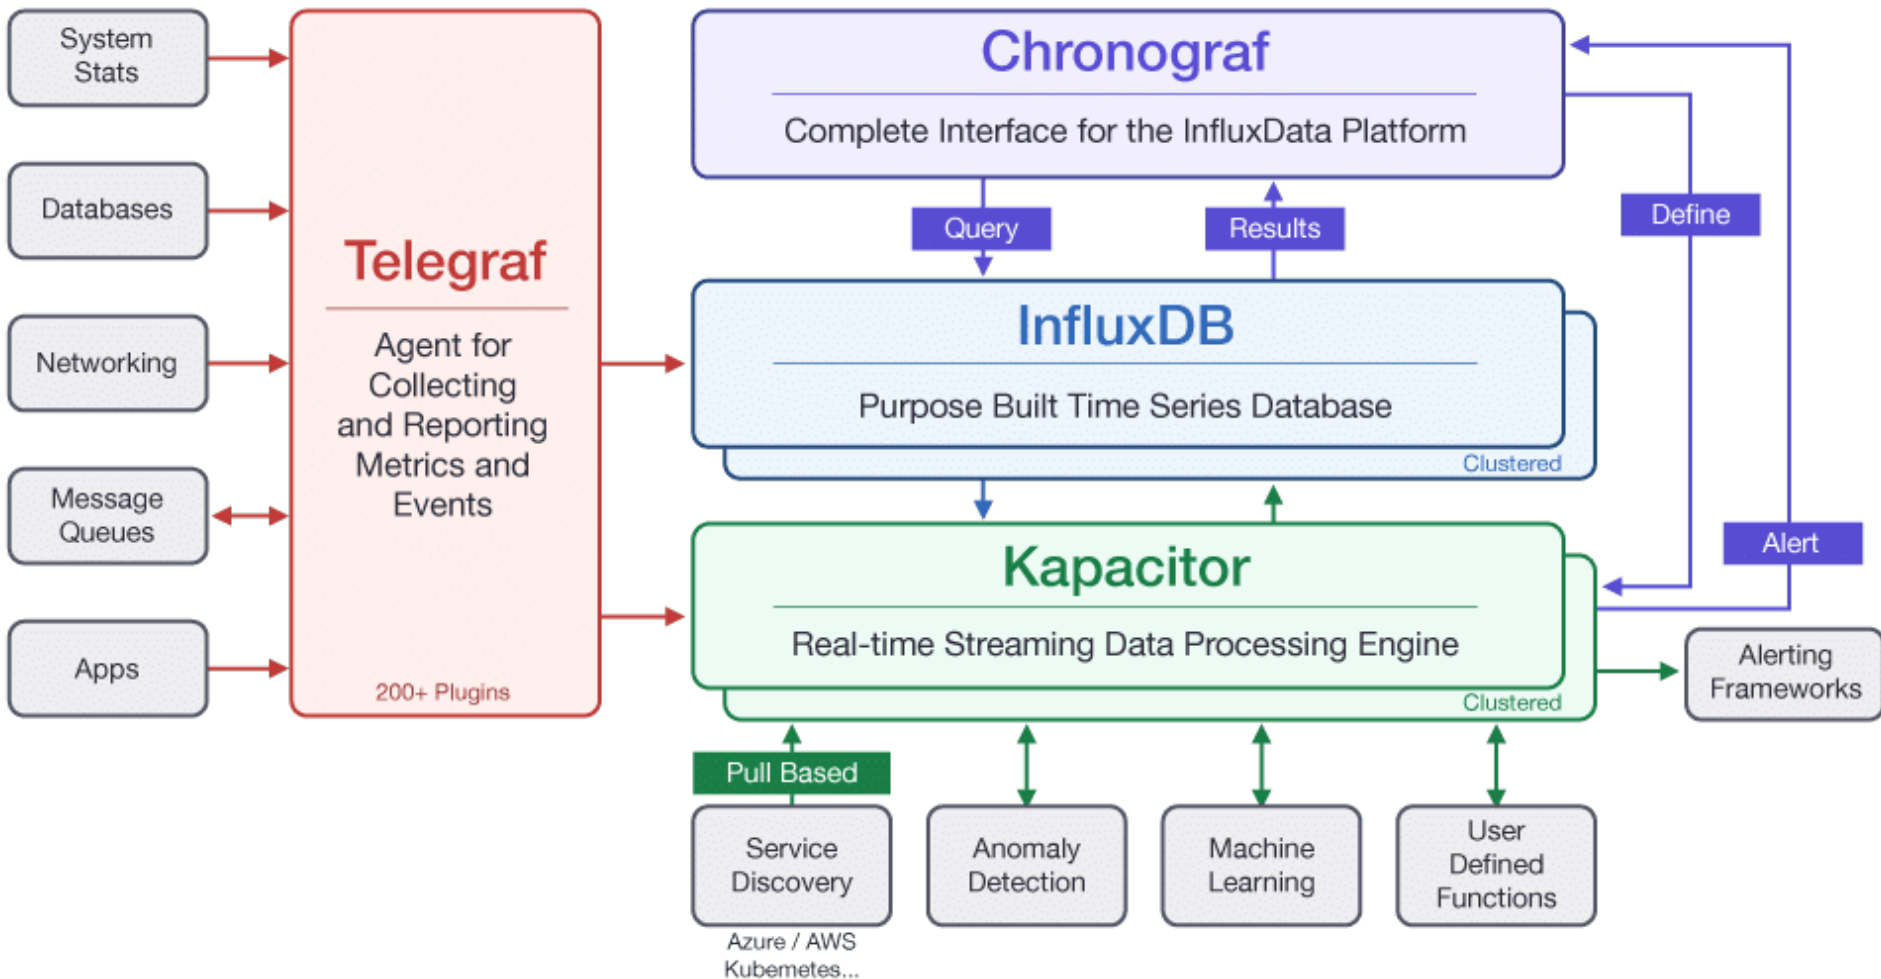 System
Stats
Databases
Networking
Message
Queues
Apps
Telegraf
Agent for
Collecting
and Reporting
Metrics and
Events
200+ Plugins
Chronograf
Complete Interface for the InfluxData Platform
Query
Results
Define
InfluxDB
Purpose Built Time Series Database
Clustered
Alert
Kapacitor
Real-time Streaming Data Processing Engine
Clustered
Alerting
Frameworks
Pull Based
Service
Discovery
Azure / AWS
Kubernetes...
Anomaly
Detection
Machine
Learning
User
Defined
Functions